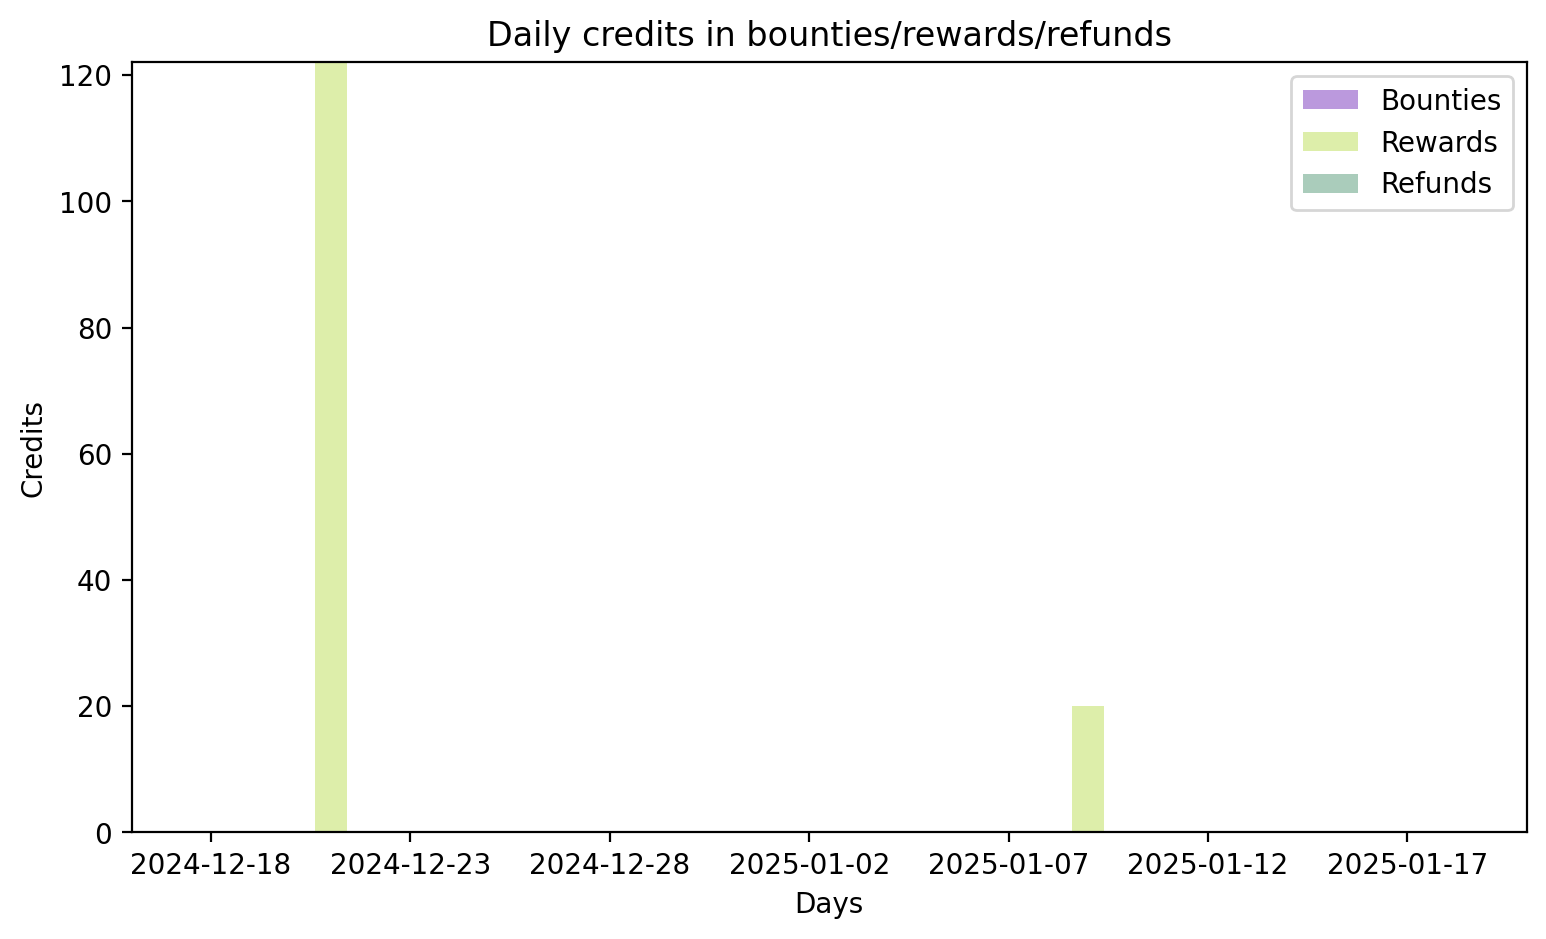 Daily credits in bounties/rewards/refunds
120
100
80
60
40
20
0
Credits
Bounties
Rewards
Refunds
2024-12-18 2024-12-23 2024-12-28 2025-01-02 2025-01-07 2025-01-12 2025-01-17
Days